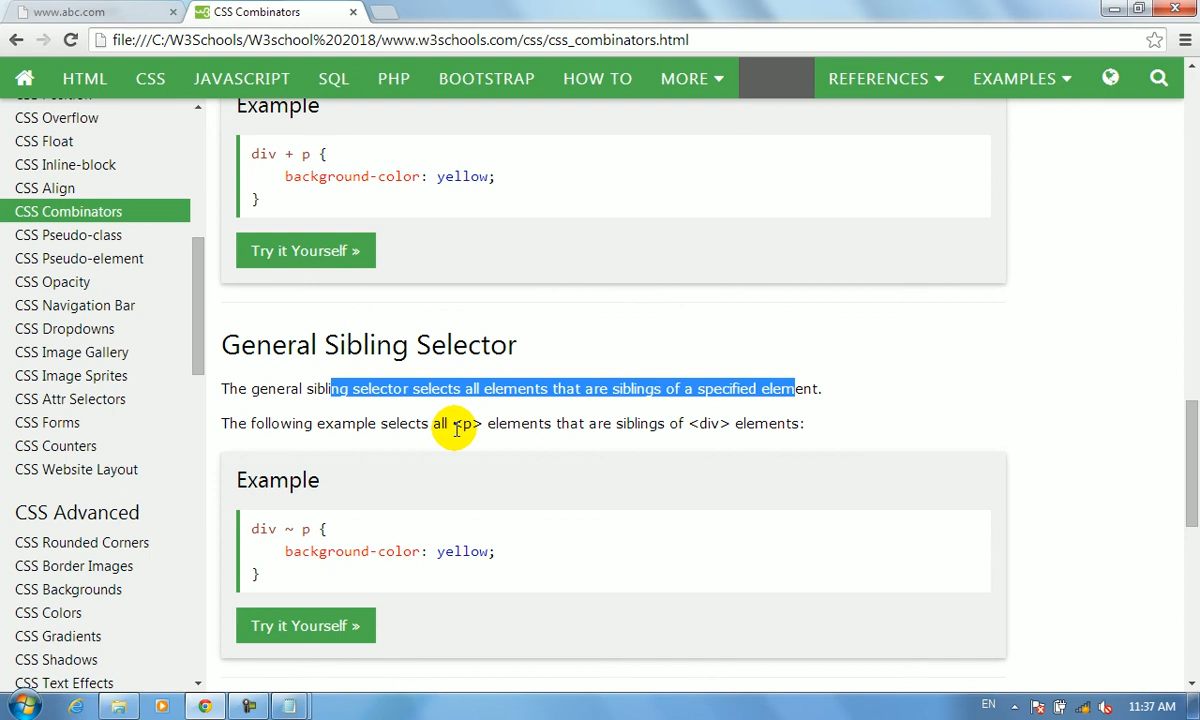 www.abc.com
CSS Combinators
file:///C:/W3Schools/W3school%202018/www.w3schools.com/css/css_combinators.html
HTML CSS JAVASCRIPT SQL PHP BOOTSTRAP HOW TO MORE REFERENCES EXAMPLES
CSS Overflow
CSS Float
CSS Inline-block
CSS Align
CSS Combinators
CSS Pseudo-class
CSS Pseudo-element
CSS Opacity
CSS Navigation Bar
CSS Dropdowns
CSS Image Gallery
CSS Image Sprites
CSS Attr Selectors
CSS Forms
CSS Counters
CSS Website Layout
CSS Advanced
CSS Rounded Corners
CSS Border Images
CSS Backgrounds
CSS Colors
CSS Gradients
CSS Shadows
CSS Text Effects
Example
div + p {
background-color: yellow;
}
Try it Yourself »
General Sibling Selector
The general sibling selector selects all elements that are siblings of a specified element.
The following example selects all <p> elements that are siblings of <div> elements:
Example
div ~ p {
background-color: yellow;
}
Try it Yourself »
EN
11:37 AM